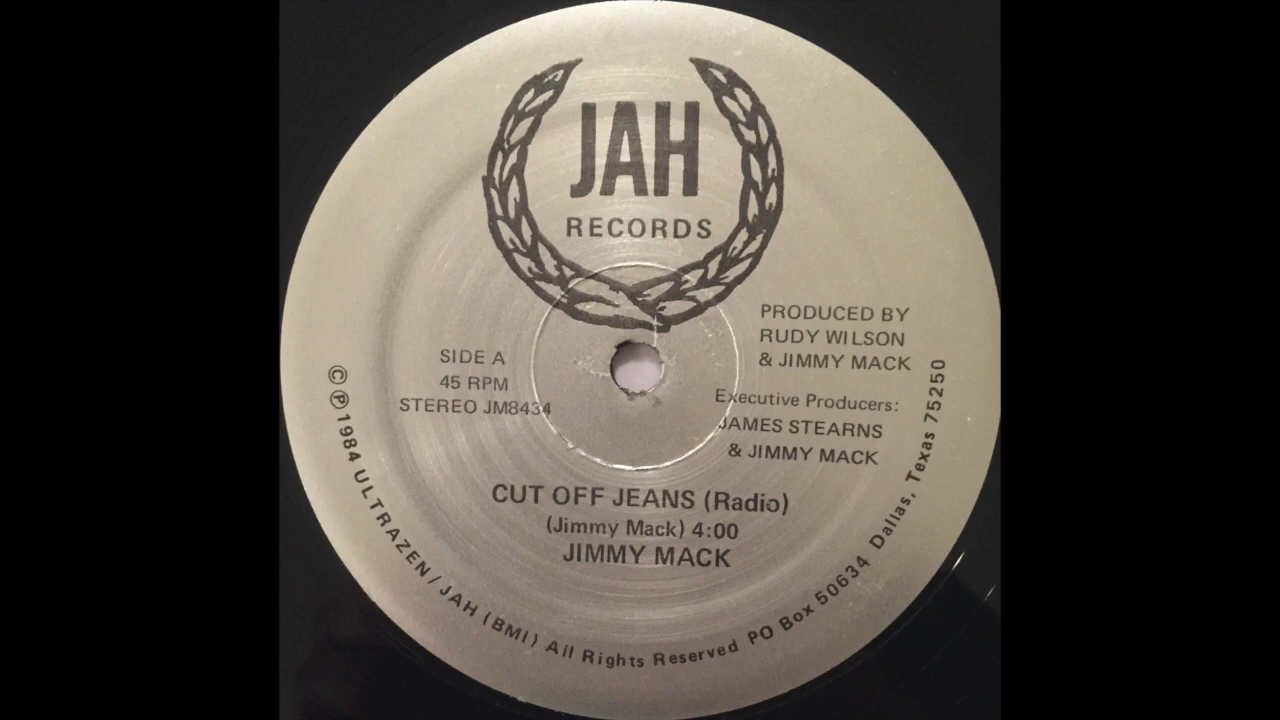 JAH
RECORDS
PRODUCED BY
RUDY WILSON
& JIMMY MACK
SIDE A
45 RPM
STEREO JM8434
Executive Producers:
JAMES STEARNS
& JIMMY MACK
CUT OFF JEANS (Radio)
(Jimmy Mack) 4:00
JIMMY MACK
© ℗ 1984 ULTRAZEN/JAH (BMI) All Rights Reserved PO Box 50634 Dallas, Texas 75250